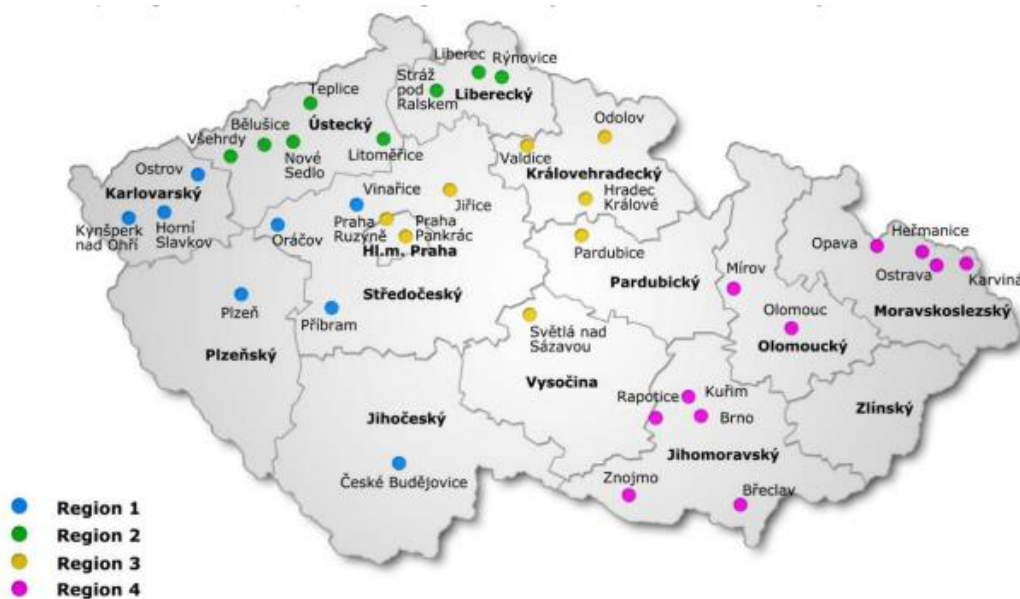 Liberec
Rýnovice
Stráž
pod
Ralskem
Liberecký
Teplice
Ústecký
Bělušice
Všehrdy
Nové
Sedlo
Litoměřice
Odolov
Valdice
Královehradecký
Hradec
Králové
Ostrov
Karlovarský
Kynšperk
nad Ohří
Horní
Slavkov
Vinařice
Jiřice
Oráčov
Praha
Ruzyně
Praha
Pankrác
Hl.m. Praha
Středočeský
Pardubice
Pardubický
Opava
Heřmanice
Ostrava
Karviná
Moravskoslezský
Mírov
Olomouc
Olomoucký
Plzeň
Plzeňský
Příbram
Světlá nad
Sázavou
Vysočina
Rapotice
Kuřim
Brno
Zlínský
Jihočeský
Jihomoravský
České Budějovice
Znojmo
Břeclav
Region 1
Region 2
Region 3
Region 4